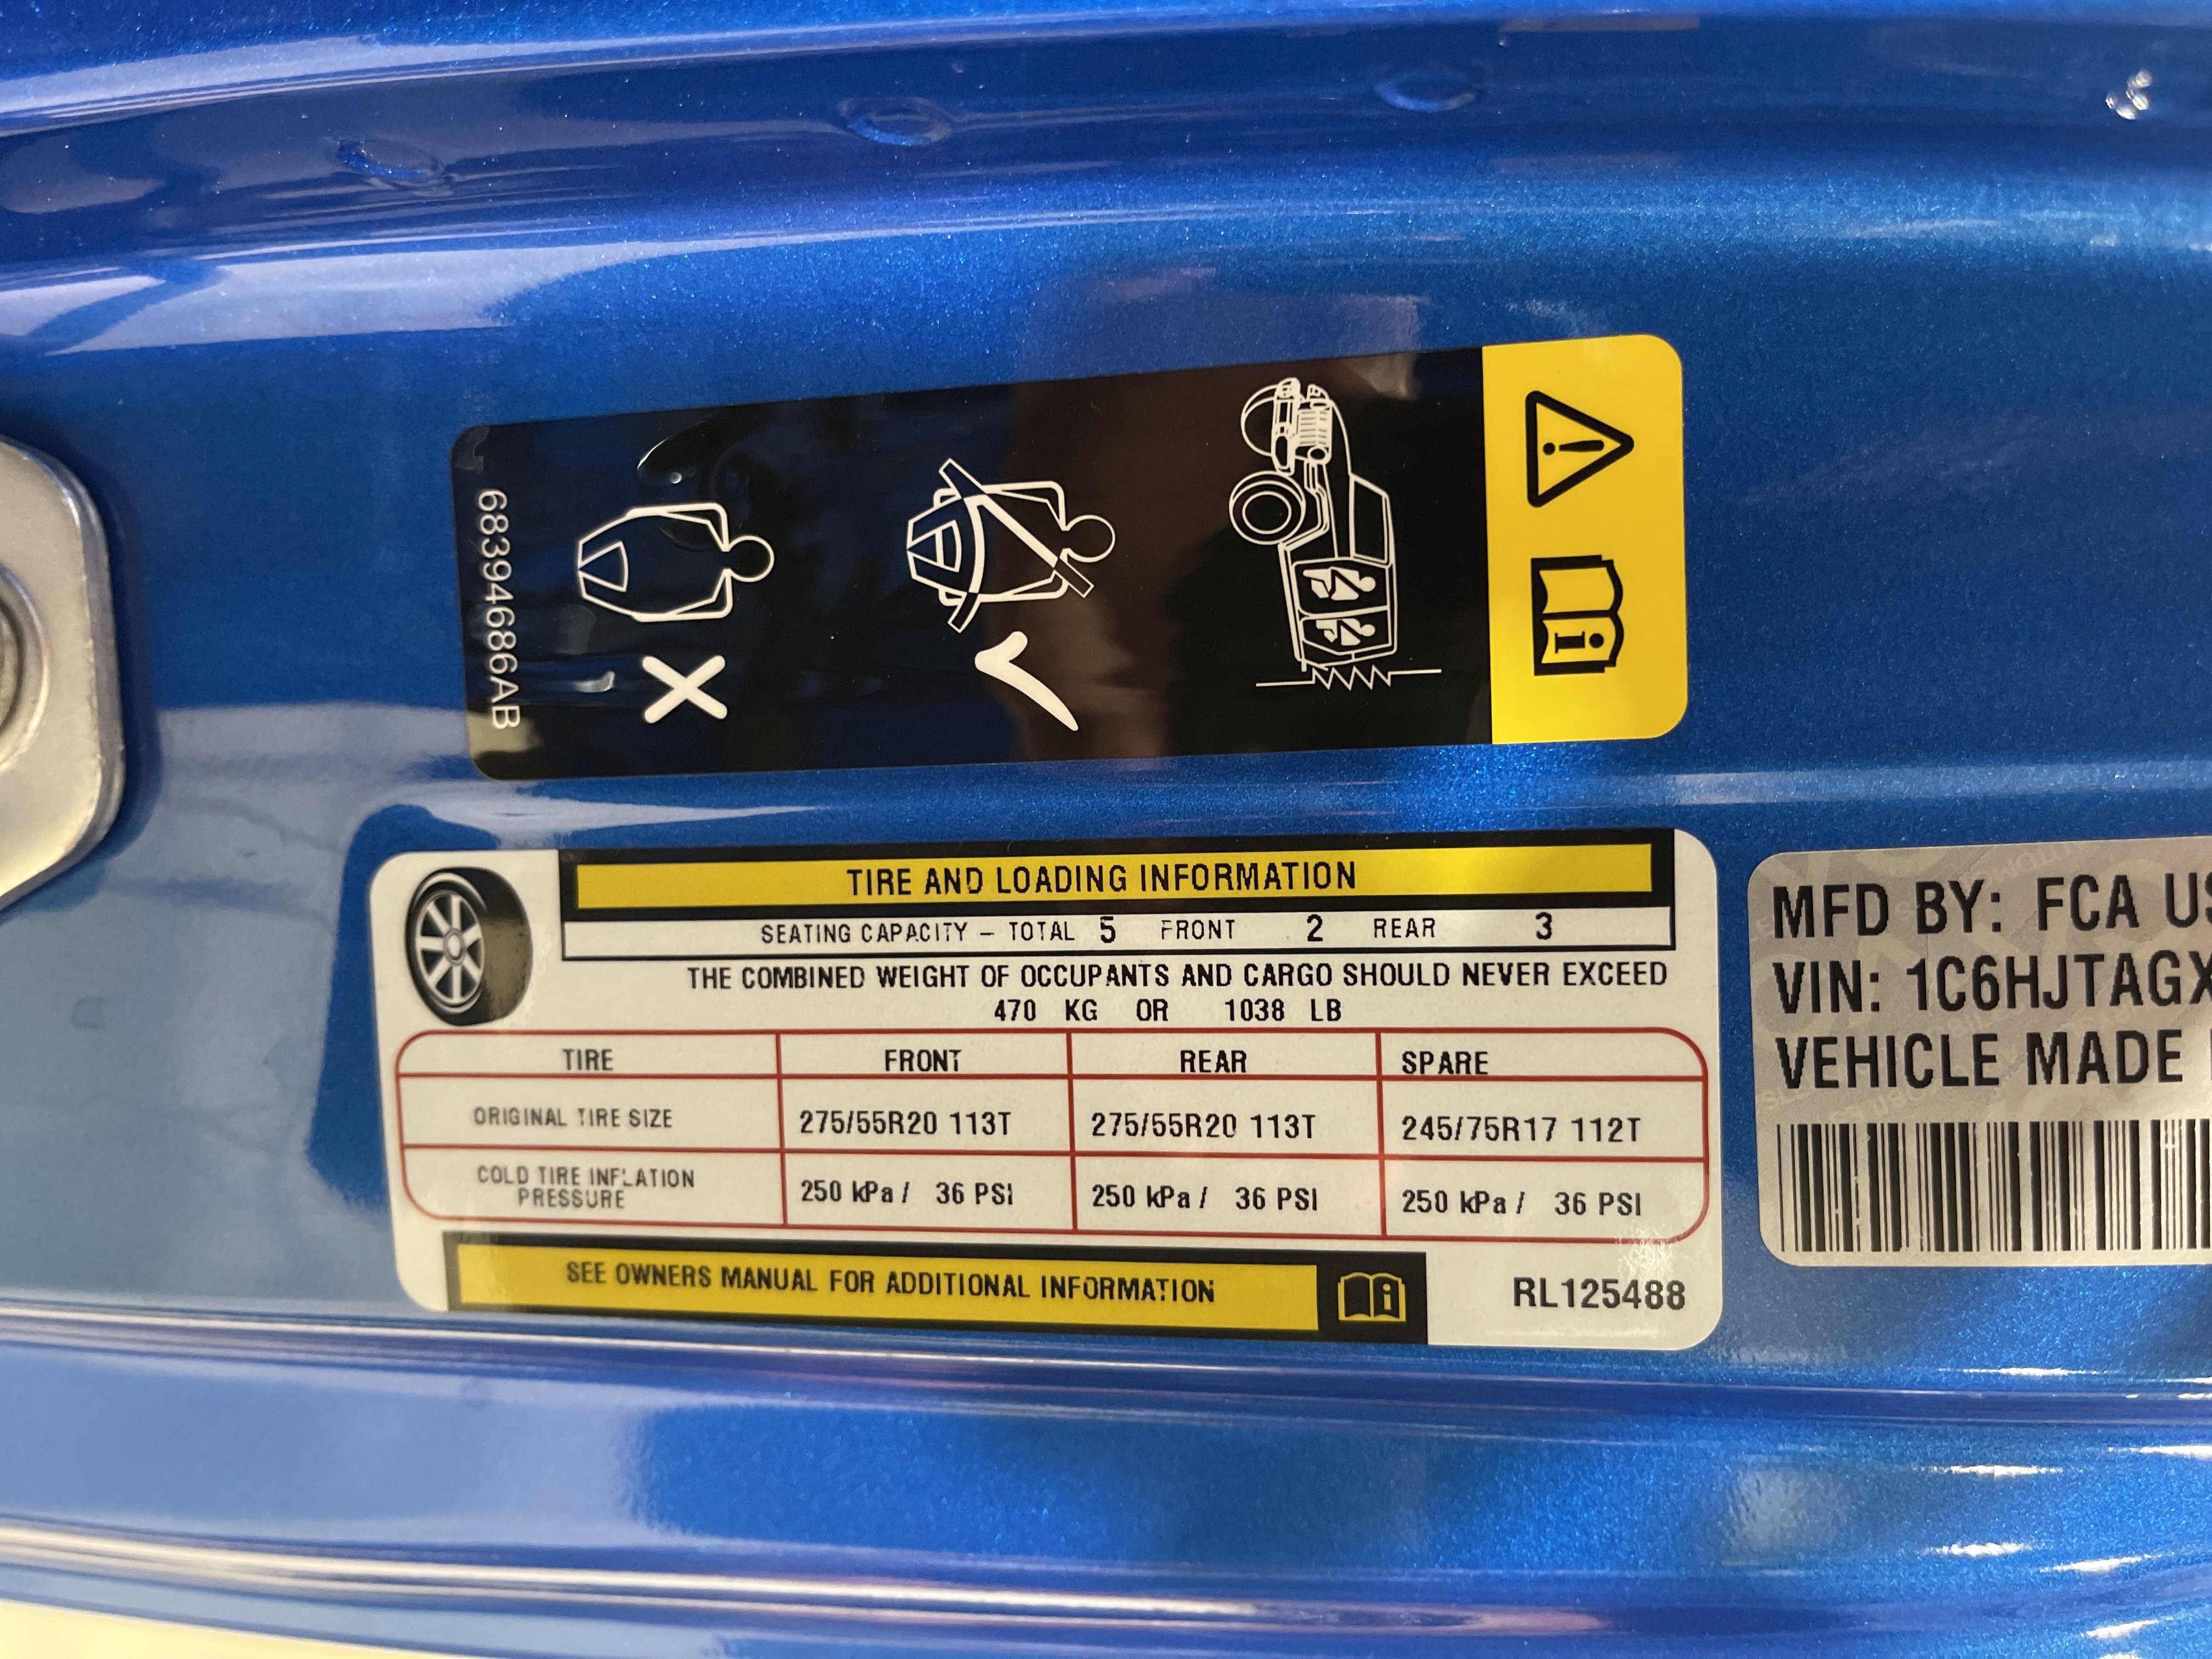 68394686AB
TIRE AND LOADING INFORMATION
SEATING CAPACITY – TOTAL 5 FRONT 2 REAR 3
THE COMBINED WEIGHT OF OCCUPANTS AND CARGO SHOULD NEVER EXCEED
470 KG OR 1038 LB
TIRE FRONT REAR SPARE
ORIGINAL TIRE SIZE 275/55R20 113T 275/55R20 113T 245/75R17 112T
COLD TIRE INFLATION
PRESSURE 250 kPa / 36 PSI 250 kPa / 36 PSI 250 kPa / 36 PSI
SEE OWNERS MANUAL FOR ADDITIONAL INFORMATION
RL125488
MFD BY: FCA US
VIN: 1C6HJTAGX
VEHICLE MADE